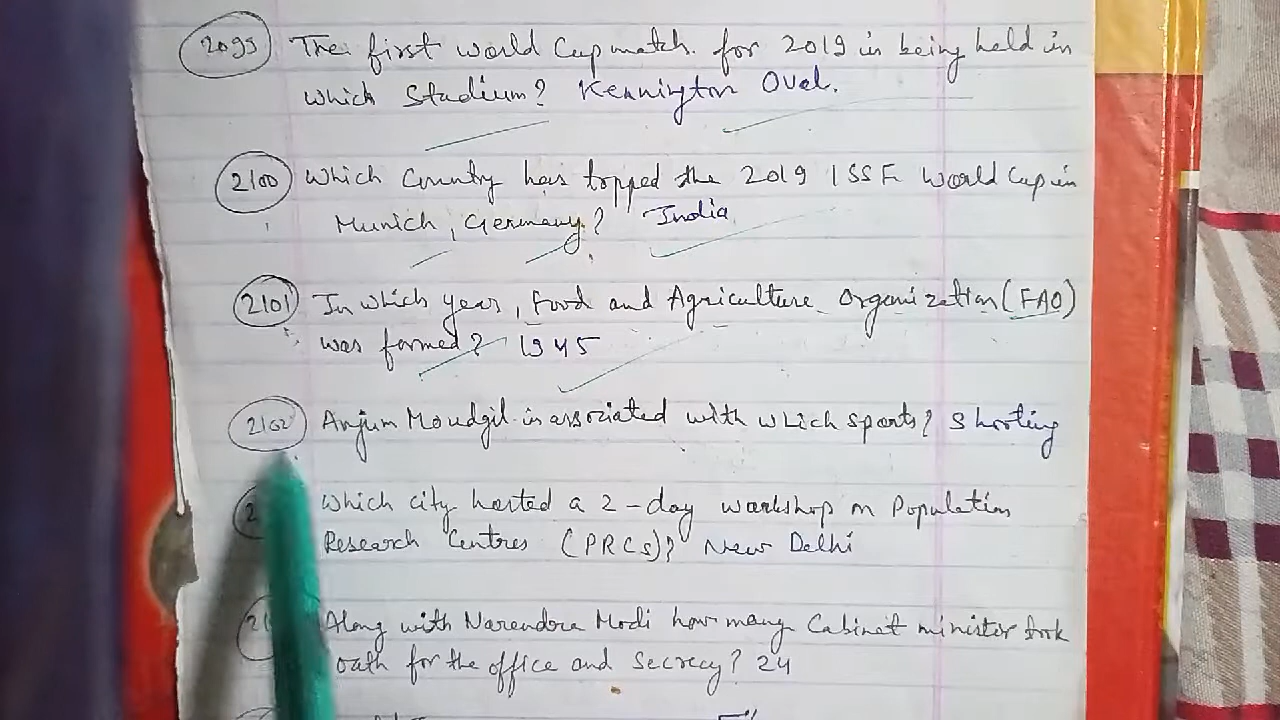 2099 The first world Cup match. for 2019 is being held in
which Stadium? Kennington Oval.
2100 Which Country has topped the 2019 ISSF World Cup in
Munich, Germany? India
2101 In which year, Food and Agriculture Organization (FAO)
was formed? 1945
2102 Anjum Moudgil is associated with which sports? Shooting
Which city hosted a 2-day workshop on Population
Research Centres (PRCs)? New Delhi
Along with Narendra Modi how many Cabinet minister took
oath for the office and Secrecy? 24